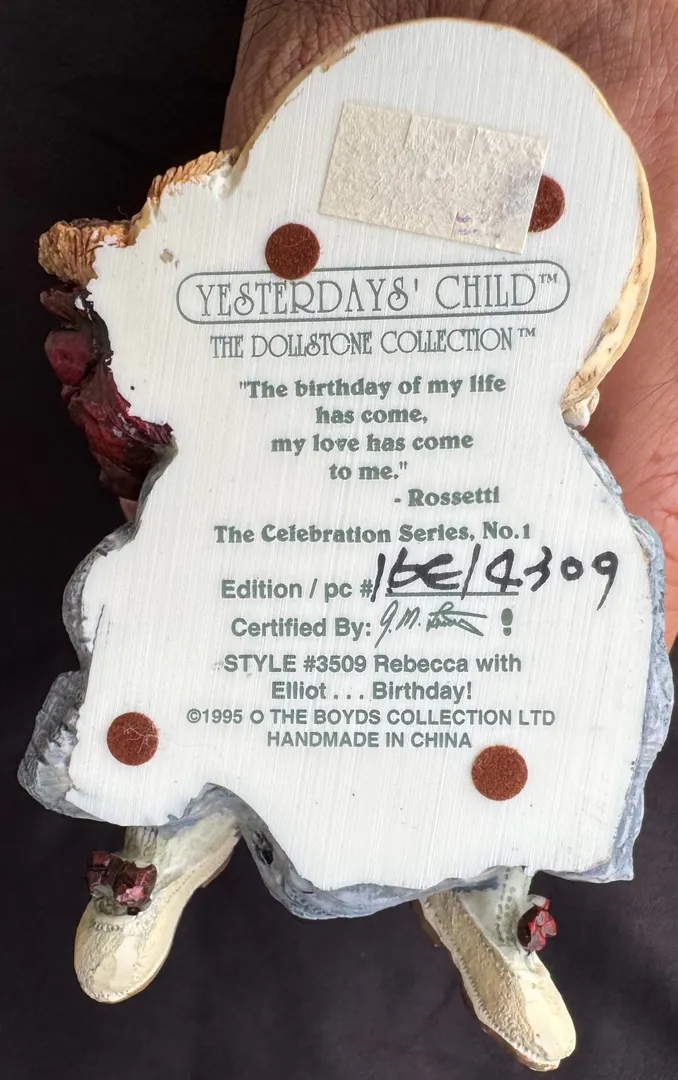 YESTERDAYS' CHILD™
THE DOLLSTONE COLLECTION™
"The birthday of my life
has come,
my love has come
to me."
- Rossetti
The Celebration Series, No.1
Edition / pc # 16E/4309
Certified By: J.M.
STYLE #3509 Rebecca with
Elliot . . . Birthday!
©1995 O THE BOYDS COLLECTION LTD
HANDMADE IN CHINA